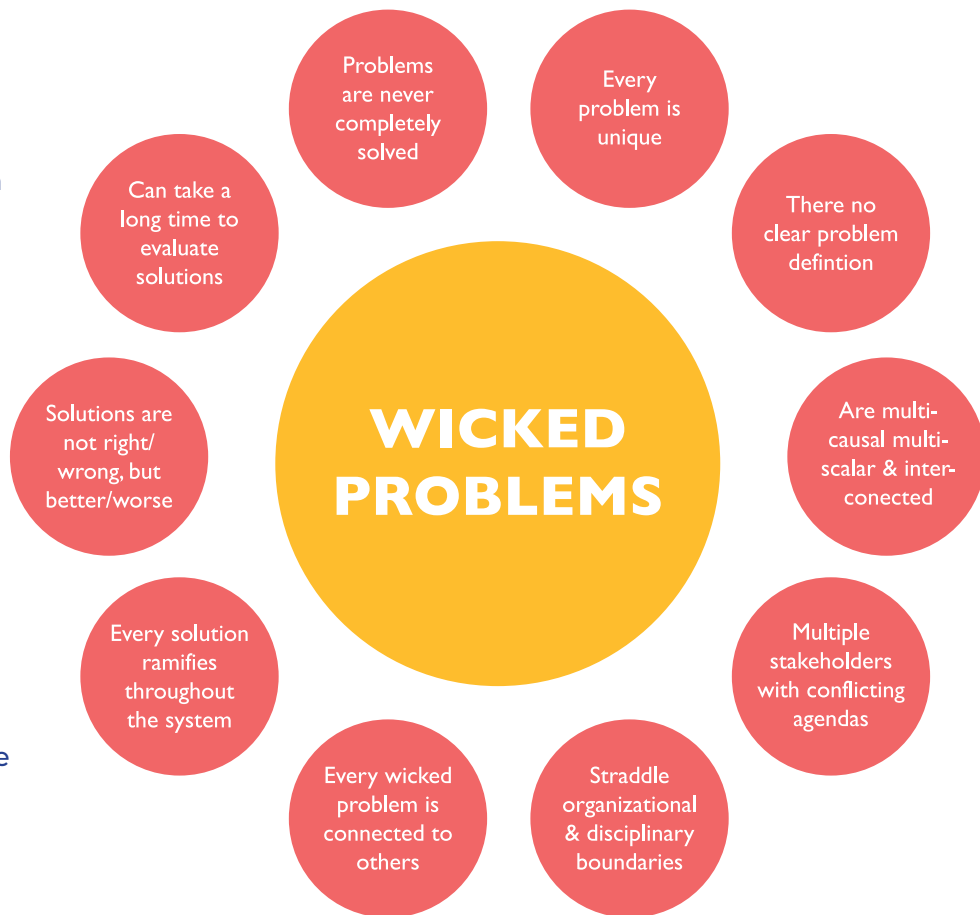 Problems
are never
completely
solved
Every
problem is
unique
There no
clear problem
defintion
Are multi-
causal multi-
scalar & inter-
conected
Multiple
stakeholders
with conflicting
agendas
Straddle
organizational
& disciplinary
boundaries
Every wicked
problem is
connected to
others
Every solution
ramifies
throughout
the system
Solutions are
not right/
wrong, but
better/worse
Can take a
long time to
evaluate
solutions
WICKED
PROBLEMS